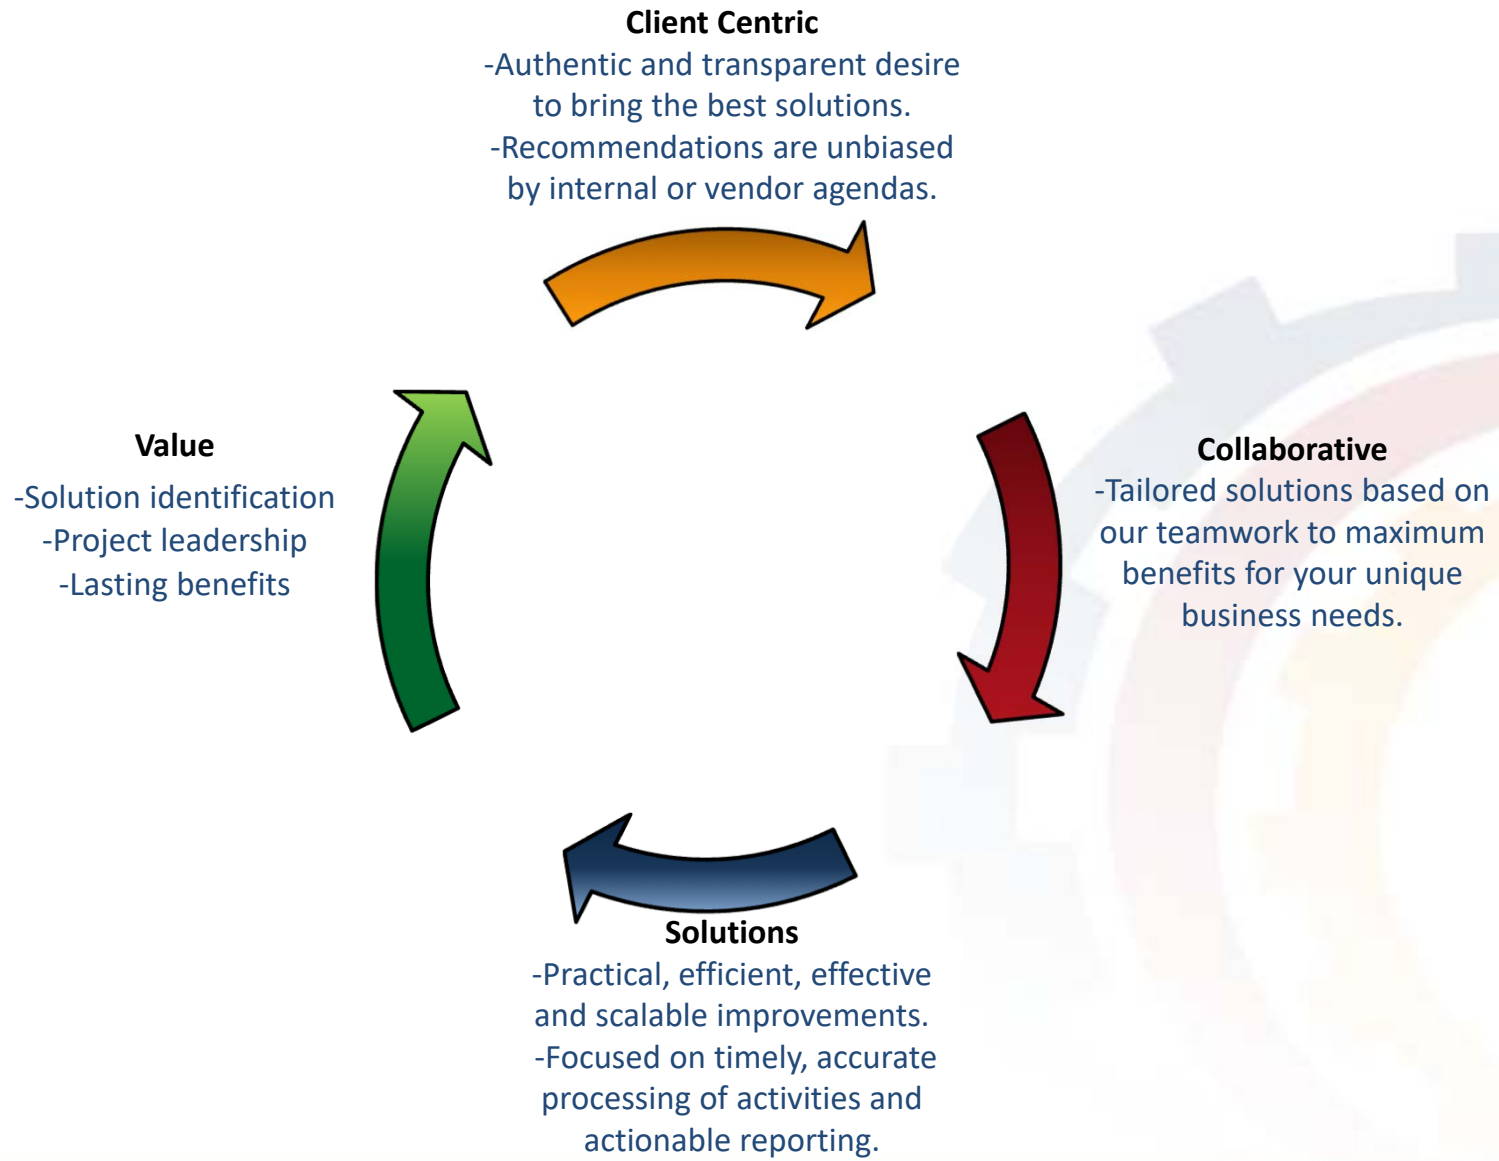 Client Centric
-Authentic and transparent desire
to bring the best solutions.
-Recommendations are unbiased
by internal or vendor agendas.
Value
-Solution identification
-Project leadership
-Lasting benefits
Collaborative
-Tailored solutions based on
our teamwork to maximum
benefits for your unique
business needs.
Solutions
-Practical, efficient, effective
and scalable improvements.
-Focused on timely, accurate
processing of activities and
actionable reporting.